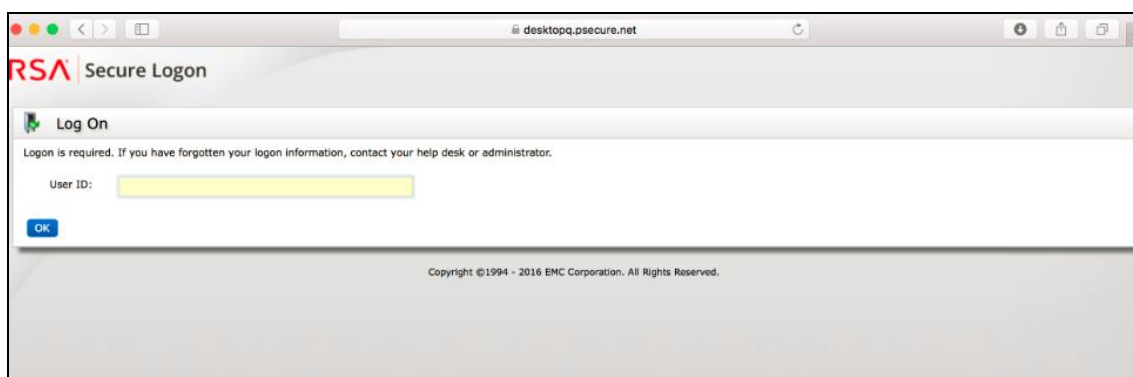 desktopq.psecure.net
RSA Secure Logon
Log On
Logon is required. If you have forgotten your logon information, contact your help desk or administrator.
User ID:
OK
Copyright ©1994 - 2016 EMC Corporation. All Rights Reserved.